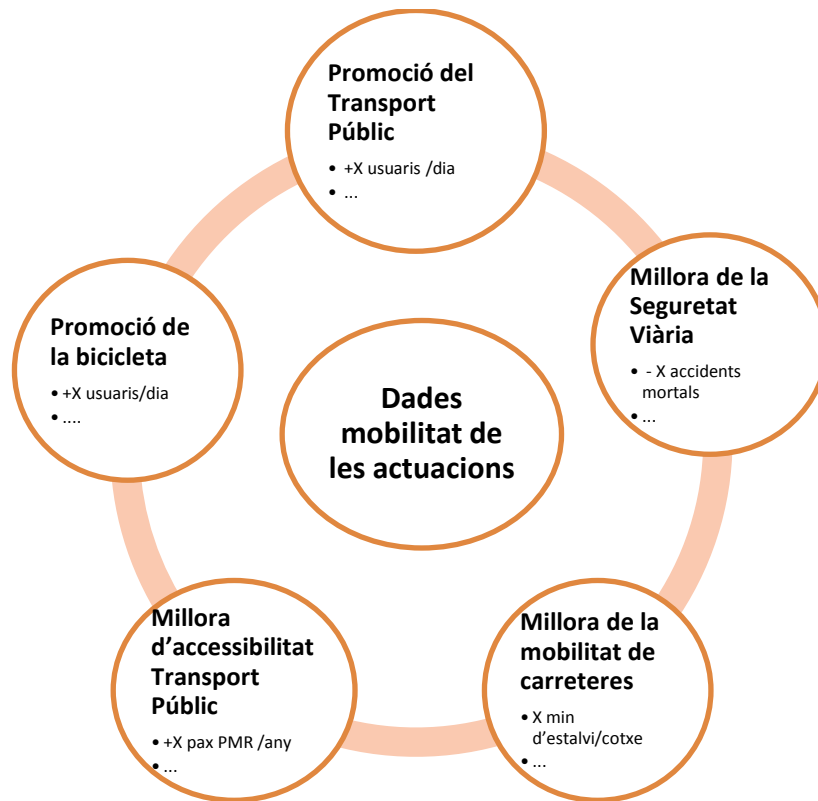 Promoció del
Transport
Públic
• +X usuaris /dia
• ...
Millora de la
Seguretat
Viària
• - X accidents
mortals
• ...
Promoció de
la bicicleta
• +X usuaris/dia
• ....
Dades
mobilitat de
les actuacions
Millora
d’accessibilitat
Transport
Públic
• +X pax PMR /any
• ...
Millora de la
mobilitat de
carreteres
• X min
d’estalvi/cotxe
• ...